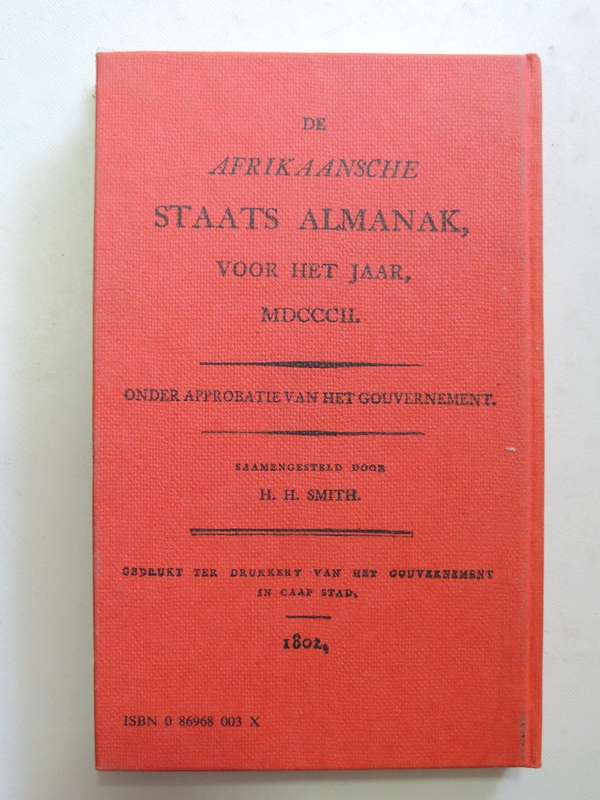 DE
AFRIKAANSCHE
STAATS ALMANAK,
VOOR HET JAAR,
MDCCCII.
ONDER APPROBATIE VAN HET GOUVERNEMENT.
SAAMENGESTELD DOOR
H. H. SMITH.
GEDRUKT TER DRUKKERY VAN HET GOUVERNEMENT
IN CAAP STAD,
1802,
ISBN 0 86968 003 X